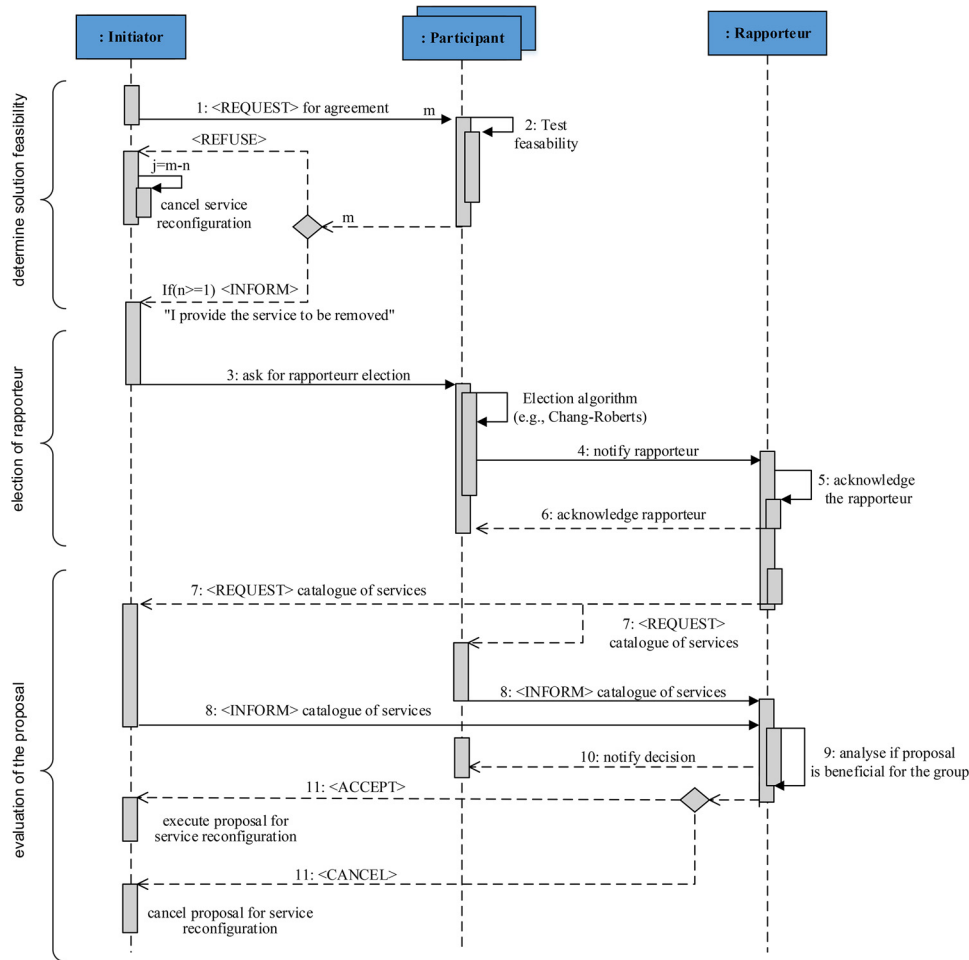 : Initiator
: Participant
: Rapporteur
determine solution feasibility
1: <REQUEST> for agreement
m
2: Test
feasability
<REFUSE>
j=m-n
cancel service
reconfiguration
m
If(n>=1) <INFORM>
"I provide the service to be removed"
election of rapporteur
3: ask for rapporteurr election
Election algorithm
(e.g., Chang-Roberts)
4: notify rapporteur
5: acknowledge
the rapporteur
6: acknowledge rapporteur
evaluation of the proposal
7: <REQUEST> catalogue of services
7: <REQUEST>
catalogue of services
8: <INFORM> catalogue of services
8: <INFORM> catalogue of services
9: analyse if proposal
is beneficial for the group
10: notify decision
11: <ACCEPT>
execute proposal for
service reconfiguration
11: <CANCEL>
cancel proposal for service
reconfiguration